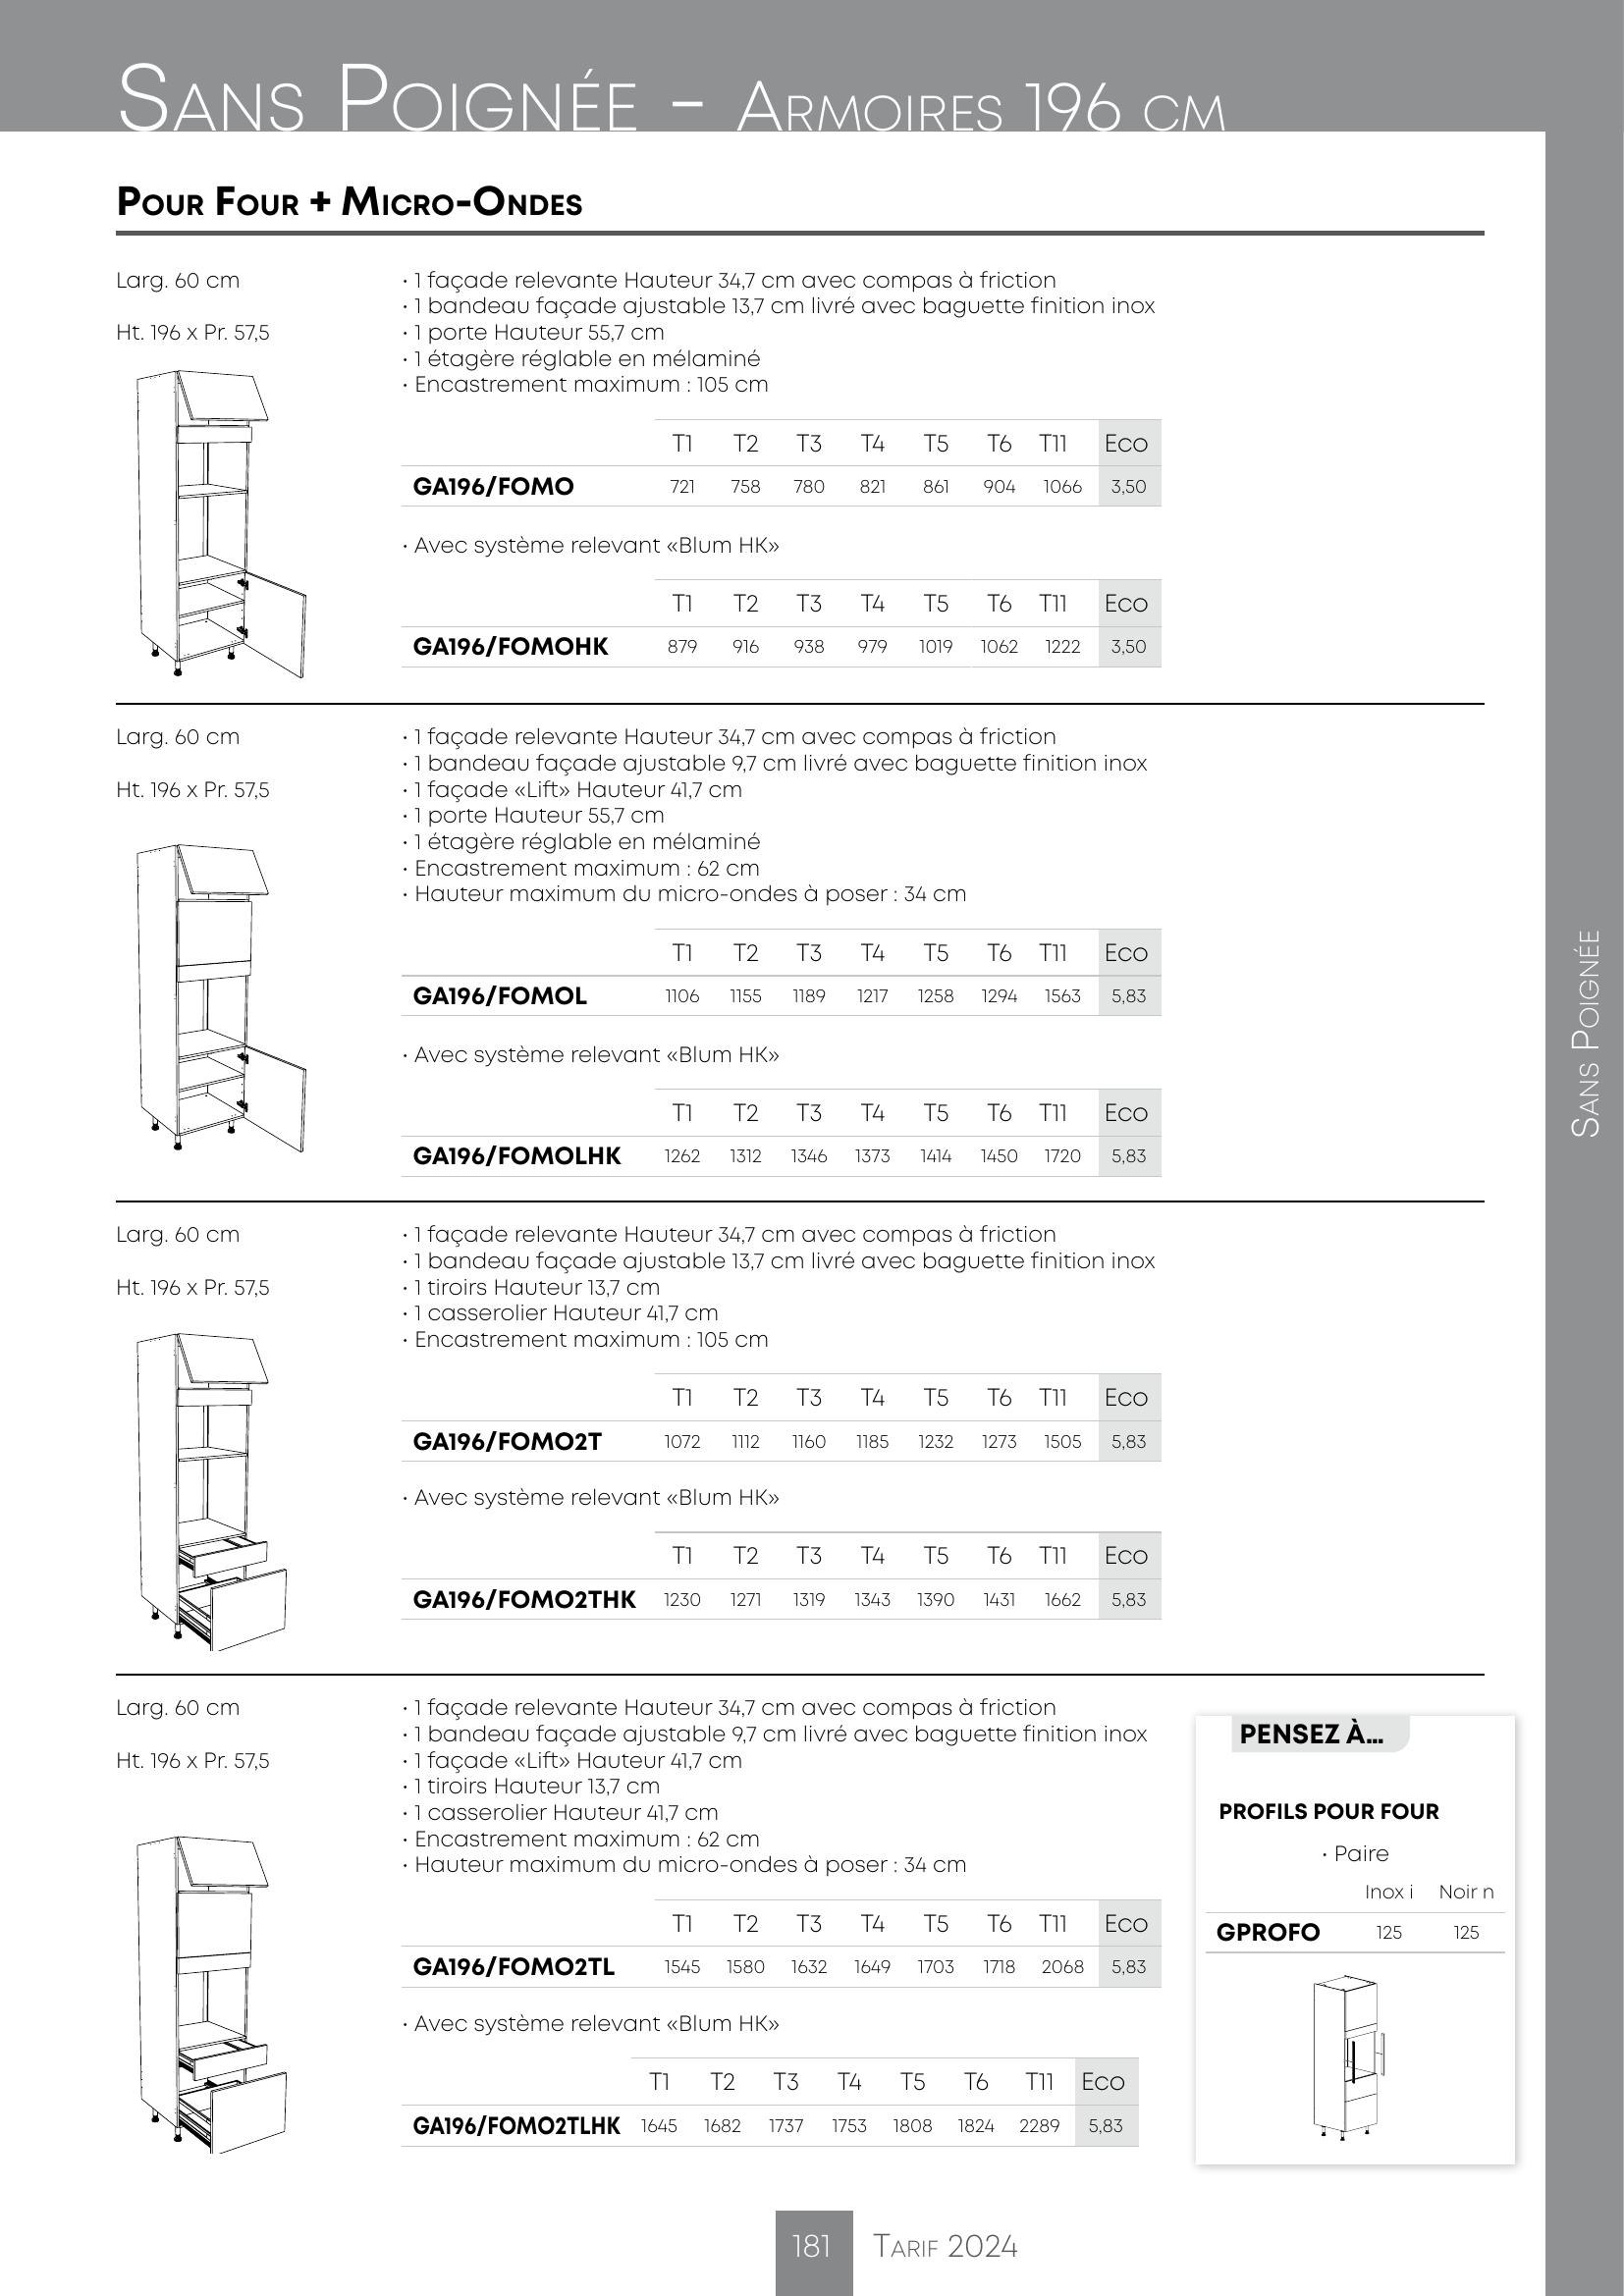 Sans Poignée - Armoires 196 cm
Pour Four + Micro-Ondes
Larg. 60 cm
Ht. 196 x Pr. 57,5
· 1 façade relevante Hauteur 34,7 cm avec compas à friction
· 1 bandeau façade ajustable 13,7 cm livré avec baguette finition inox
· 1 porte Hauteur 55,7 cm
· 1 étagère réglable en mélaminé
· Encastrement maximum : 105 cm
T1 T2 T3 T4 T5 T6 T11 Eco
GA196/FOMO 721 758 780 821 861 904 1066 3,50
· Avec système relevant «Blum HK»
T1 T2 T3 T4 T5 T6 T11 Eco
GA196/FOMOHK 879 916 938 979 1019 1062 1222 3,50
Larg. 60 cm
Ht. 196 x Pr. 57,5
· 1 façade relevante Hauteur 34,7 cm avec compas à friction
· 1 bandeau façade ajustable 9,7 cm livré avec baguette finition inox
· 1 façade «Lift» Hauteur 41,7 cm
· 1 porte Hauteur 55,7 cm
· 1 étagère réglable en mélaminé
· Encastrement maximum : 62 cm
· Hauteur maximum du micro-ondes à poser : 34 cm
T1 T2 T3 T4 T5 T6 T11 Eco
GA196/FOMOL 1106 1155 1189 1217 1258 1294 1563 5,83
· Avec système relevant «Blum HK»
T1 T2 T3 T4 T5 T6 T11 Eco
GA196/FOMOLHK 1262 1312 1346 1373 1414 1450 1720 5,83
Larg. 60 cm
Ht. 196 x Pr. 57,5
· 1 façade relevante Hauteur 34,7 cm avec compas à friction
· 1 bandeau façade ajustable 13,7 cm livré avec baguette finition inox
· 1 tiroirs Hauteur 13,7 cm
· 1 casserolier Hauteur 41,7 cm
· Encastrement maximum : 105 cm
T1 T2 T3 T4 T5 T6 T11 Eco
GA196/FOMO2T 1072 1112 1160 1185 1232 1273 1505 5,83
· Avec système relevant «Blum HK»
T1 T2 T3 T4 T5 T6 T11 Eco
GA196/FOMO2THK 1230 1271 1319 1343 1390 1431 1662 5,83
Larg. 60 cm
Ht. 196 x Pr. 57,5
· 1 façade relevante Hauteur 34,7 cm avec compas à friction
· 1 bandeau façade ajustable 9,7 cm livré avec baguette finition inox
· 1 façade «Lift» Hauteur 41,7 cm
· 1 tiroirs Hauteur 13,7 cm
· 1 casserolier Hauteur 41,7 cm
· Encastrement maximum : 62 cm
· Hauteur maximum du micro-ondes à poser : 34 cm
T1 T2 T3 T4 T5 T6 T11 Eco
GA196/FOMO2TL 1545 1580 1632 1649 1703 1718 2068 5,83
· Avec système relevant «Blum HK»
T1 T2 T3 T4 T5 T6 T11 Eco
GA196/FOMO2TLHK 1645 1682 1737 1753 1808 1824 2289 5,83
PENSEZ À...
PROFILS POUR FOUR
· Paire
Inox i Noir n
GPROFO 125 125
Sans Poignée
181 Tarif 2024